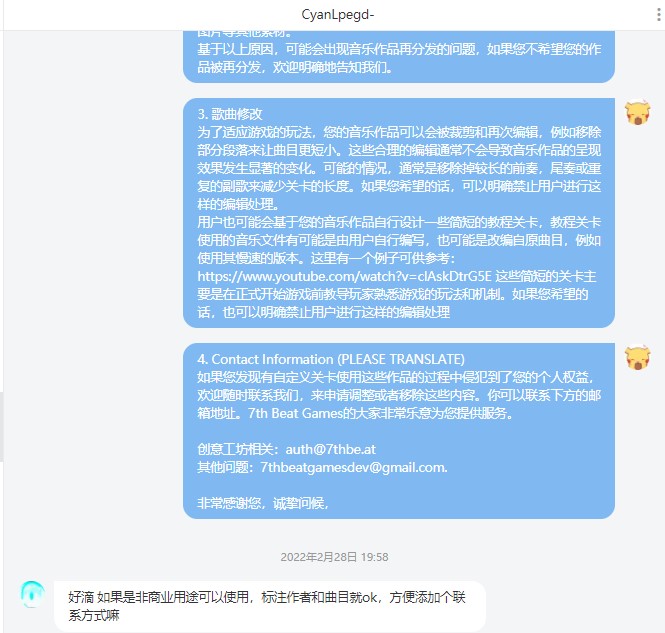 CyanLpegd-
图片等其他素材。
基于以上原因，可能会出现音乐作品再分发的问题，如果您不希望您的作
品被再分发，欢迎明确地告知我们。
3. 歌曲修改
为了适应游戏的玩法，您的音乐作品可以会被裁剪和再次编辑，例如移除
部分段落来让曲目更短小。这些合理的编辑通常不会导致音乐作品的呈现
效果发生显著的变化。可能的情况，通常是移除掉较长的前奏，尾奏或重
复的副歌来减少关卡的长度。如果您希望的话，可以明确禁止用户进行这
样的编辑处理。
用户也可能会基于您的音乐作品自行设计一些简短的教程关卡，教程关卡
使用的音乐文件有可能是由用户自行编写，也可能是改编自原曲目，例如
使用其慢速的版本。这里有一个例子可供参考：
https://www.youtube.com/watch?v=clAskDtrG5E 这些简短的关卡主
要是在正式开始游戏前教导玩家熟悉游戏的玩法和机制。如果您希望的
话，也可以明确禁止用户进行这样的编辑处理
4. Contact Information (PLEASE TRANSLATE)
如果您发现有自定义关卡使用这些作品的过程中侵犯到了您的个人权益，
欢迎随时联系我们，来申请调整或者移除这些内容。你可以联系下方的邮
箱地址。7th Beat Games的大家非常乐意为您提供服务。
创意工坊相关：auth@7thbe.at
其他问题：7thbeatgamesdev@gmail.com.
非常感谢您，诚挚问候，
2022年2月28日 19:58
好滴 如果是非商业用途可以使用，标注作者和曲目就ok，方便添加个联
系方式嘛